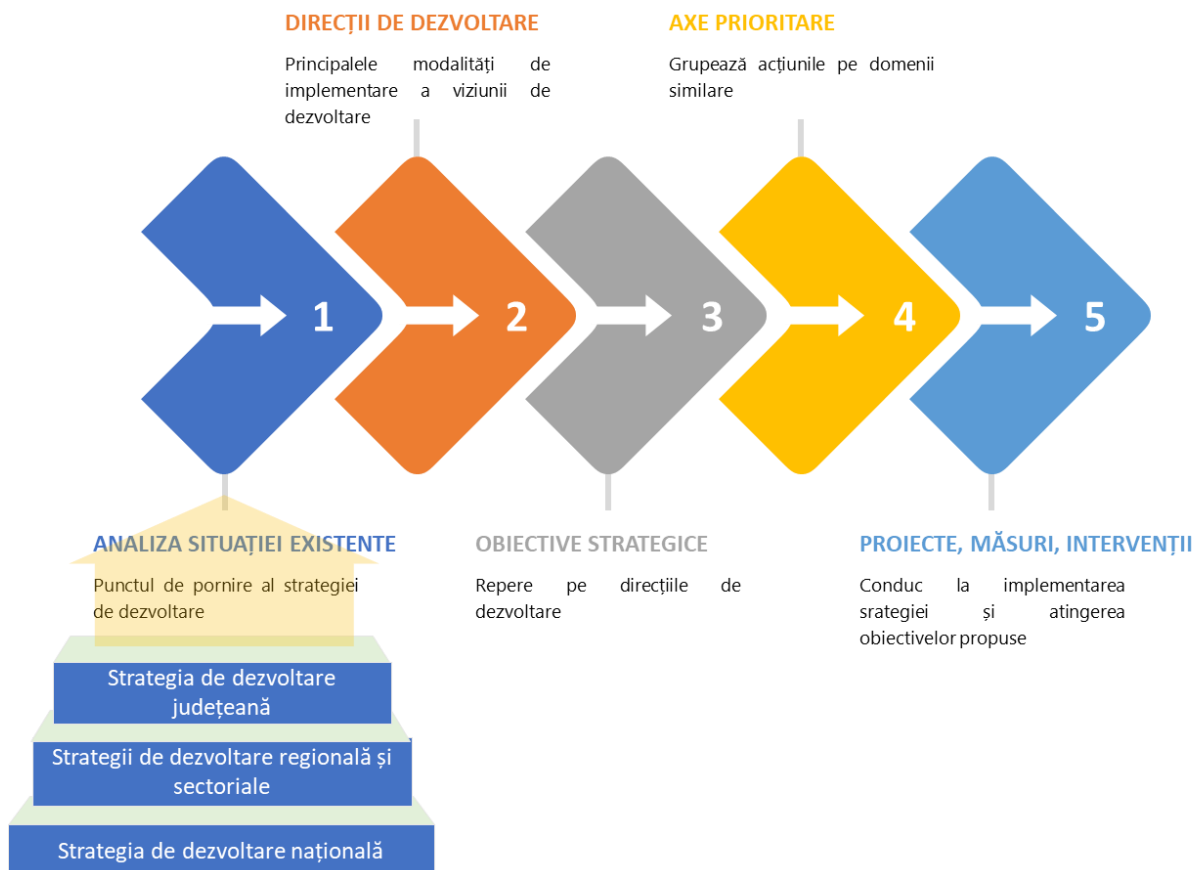 DIRECȚII DE DEZVOLTARE
Principalele modalități de
implementare a viziunii de
dezvoltare
AXE PRIORITARE
Grupează acțiunile pe domenii
similare
1
2
3
4
5
ANALIZA SITUAȚIEI EXISTENTE
Punctul de pornire al strategiei
de dezvoltare
OBIECTIVE STRATEGICE
Repere pe direcțiile de
dezvoltare
PROIECTE, MĂSURI, INTERVENȚII
Conduc la implementarea
srategiei și atingerea
obiectivelor propuse
Strategia de dezvoltare
județeană
Strategii de dezvoltare regională și
sectoriale
Strategia de dezvoltare națională